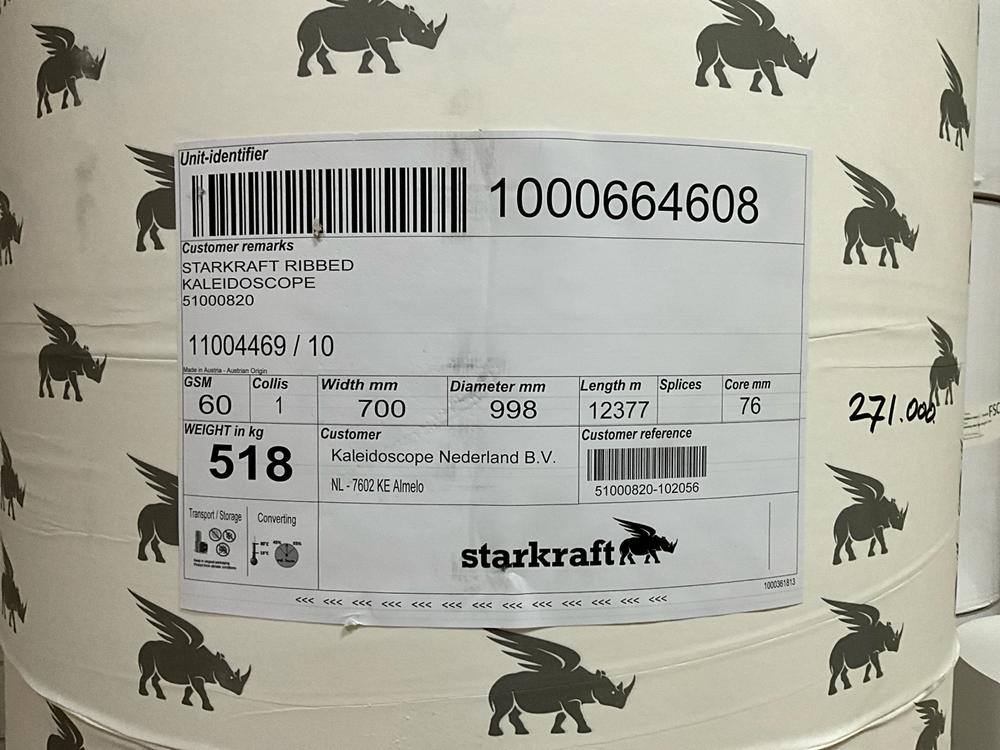 Unit-identifier
1000664608
Customer remarks
STARKRAFT RIBBED
KALEIDOSCOPE
51000820
11004469 / 10
Made in Austria - Austrian Origin
GSM Collis Width mm Diameter mm Length m Splices Core mm
60 1 700 998 12377 76
271.000
WEIGHT in kg Customer Customer reference
518 Kaleidoscope Nederland B.V.
NL - 7602 KE Almelo 51000820-102056
Transport / Storage Converting
starkraft
1000361813
<<< <<< <<< <<< <<< <<< <<< <<< <<< <<< <<< <<< <<<
FSC